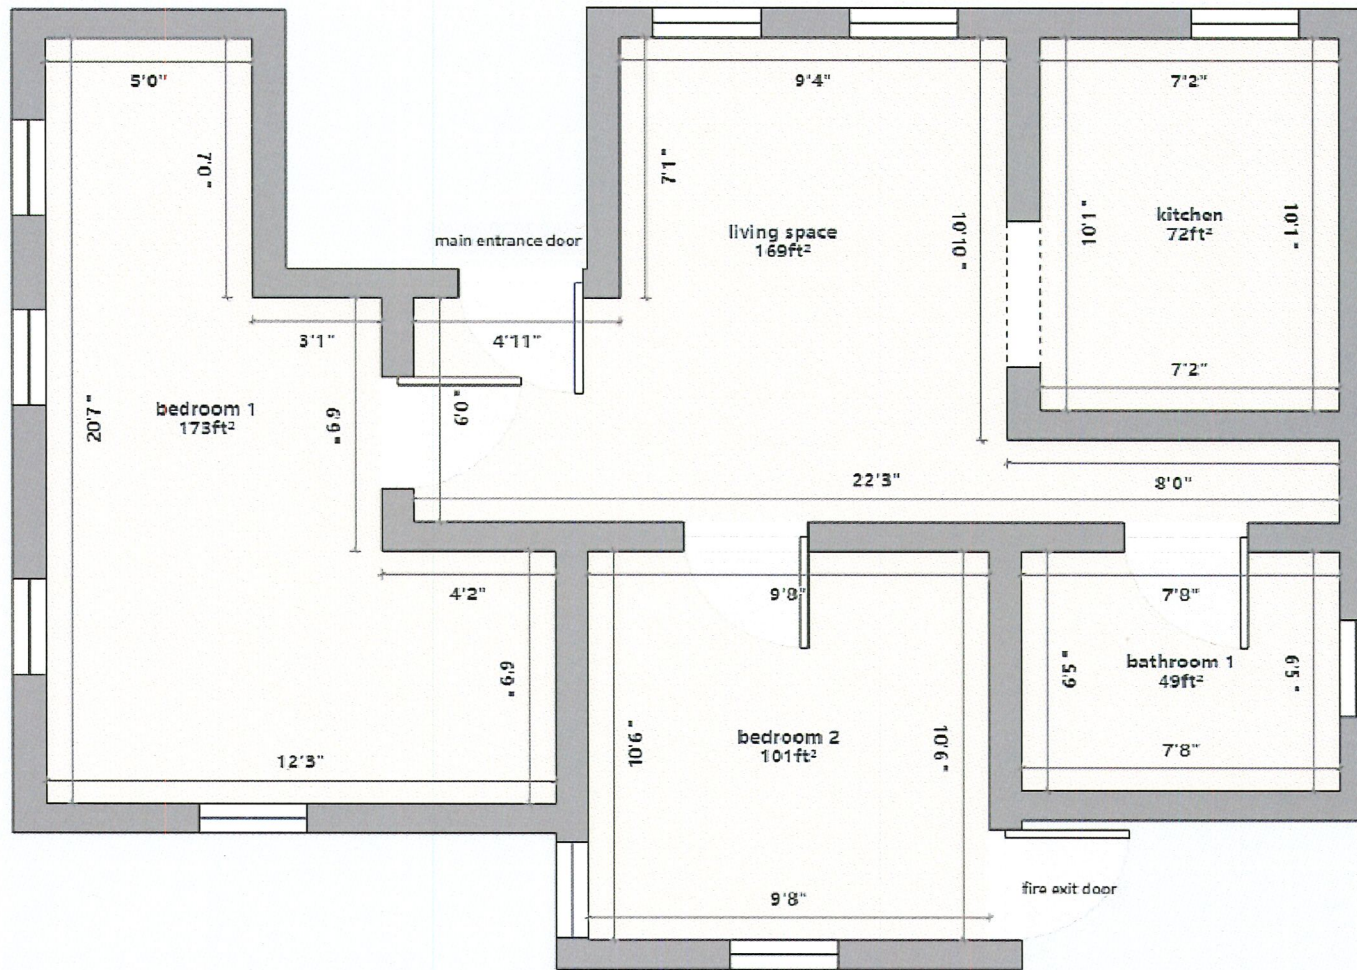 5'0"
9'4"
7'2"
7'0"
7'1"
10'10"
10'1"
kitchen
72ft²
10'1"
living space
169ft²
main entrance door
3'1"
4'11"
7'2"
bedroom 1
173ft²
20'7"
6'9"
6'0"
22'3"
8'0"
4'2"
9'8"
7'8"
6'9"
6'5"
bathroom 1
49ft²
6'5"
10'6"
bedroom 2
101ft²
10'6"
12'3"
7'8"
9'8"
fire exit door